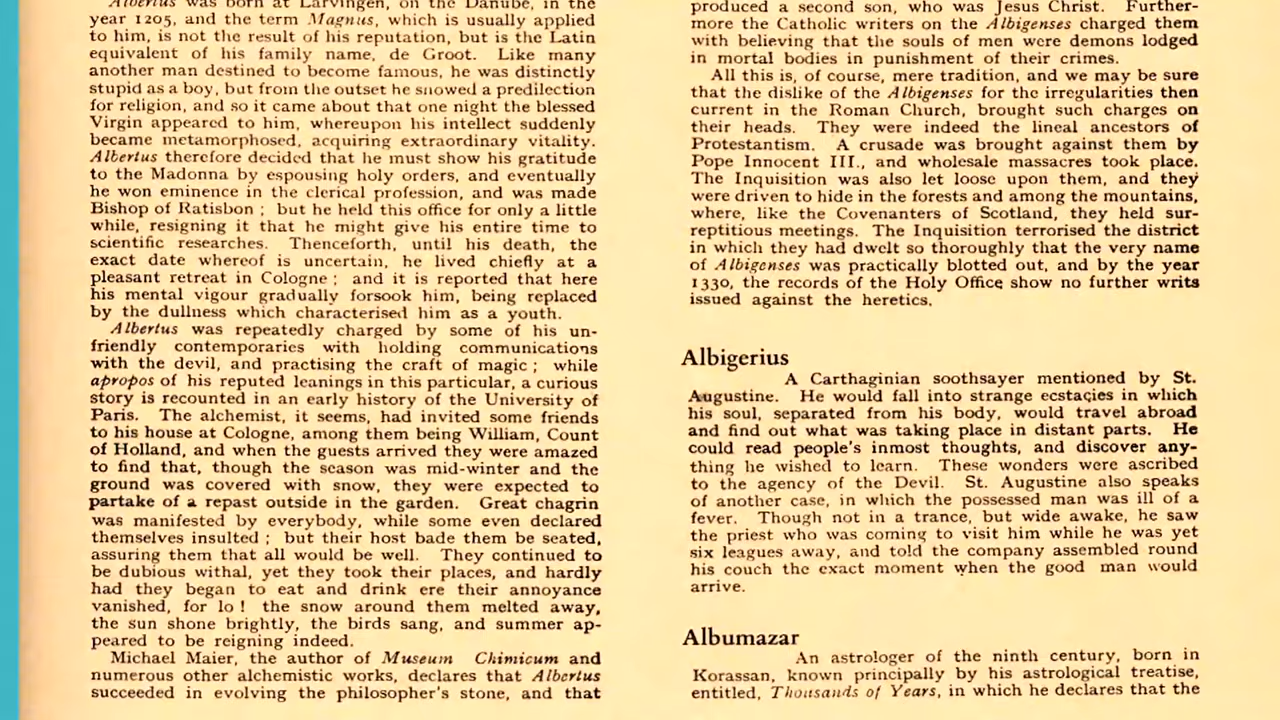 Albertus was born at Larvingen, on the Danube, in the
year 1205, and the term Magnus, which is usually applied
to him, is not the result of his reputation, but is the Latin
equivalent of his family name, de Groot. Like many
another man destined to become famous, he was distinctly
stupid as a boy, but from the outset he showed a predilection
for religion, and so it came about that one night the blessed
Virgin appeared to him, whereupon his intellect suddenly
became metamorphosed, acquiring extraordinary vitality.
Albertus therefore decided that he must show his gratitude
to the Madonna by espousing holy orders, and eventually
he won eminence in the clerical profession, and was made
Bishop of Ratisbon ; but he held this office for only a little
while, resigning it that he might give his entire time to
scientific researches. Thenceforth, until his death, the
exact date whereof is uncertain, he lived chiefly at a
pleasant retreat in Cologne ; and it is reported that here
his mental vigour gradually forsook him, being replaced
by the dullness which characterised him as a youth.
Albertus was repeatedly charged by some of his un-
friendly contemporaries with holding communications
with the devil, and practising the craft of magic ; while
apropos of his reputed leanings in this particular, a curious
story is recounted in an early history of the University of
Paris. The alchemist, it seems, had invited some friends
to his house at Cologne, among them being William, Count
of Holland, and when the guests arrived they were amazed
to find that, though the season was mid-winter and the
ground was covered with snow, they were expected to
partake of a repast outside in the garden. Great chagrin
was manifested by everybody, while some even declared
themselves insulted ; but their host bade them be seated,
assuring them that all would be well. They continued to
be dubious withal, yet they took their places, and hardly
had they began to eat and drink ere their annoyance
vanished, for lo ! the snow around them melted away,
the sun shone brightly, the birds sang, and summer ap-
peared to be reigning indeed.
Michael Maier, the author of Museum Chimicum and
numerous other alchemistic works, declares that Albertus
succeeded in evolving the philosopher's stone, and that
produced a second son, who was Jesus Christ. Further-
more the Catholic writers on the Albigenses charged them
with believing that the souls of men were demons lodged
in mortal bodies in punishment of their crimes.
All this is, of course, mere tradition, and we may be sure
that the dislike of the Albigenses for the irregularities then
current in the Roman Church, brought such charges on
their heads. They were indeed the lineal ancestors of
Protestantism. A crusade was brought against them by
Pope Innocent III., and wholesale massacres took place.
The Inquisition was also let loose upon them, and they
were driven to hide in the forests and among the mountains,
where, like the Covenanters of Scotland, they held sur-
reptitious meetings. The Inquisition terrorised the district
in which they had dwelt so thoroughly that the very name
of Albigenses was practically blotted out, and by the year
1330, the records of the Holy Office show no further writs
issued against the heretics.
Albigerius
A Carthaginian soothsayer mentioned by St.
Augustine. He would fall into strange ecstacies in which
his soul, separated from his body, would travel abroad
and find out what was taking place in distant parts. He
could read people's inmost thoughts, and discover any-
thing he wished to learn. These wonders were ascribed
to the agency of the Devil. St. Augustine also speaks
of another case, in which the possessed man was ill of a
fever. Though not in a trance, but wide awake, he saw
the priest who was coming to visit him while he was yet
six leagues away, and told the company assembled round
his couch the exact moment when the good man would
arrive.
Albumazar
An astrologer of the ninth century, born in
Korassan, known principally by his astrological treatise,
entitled, Thousands of Years, in which he declares that the